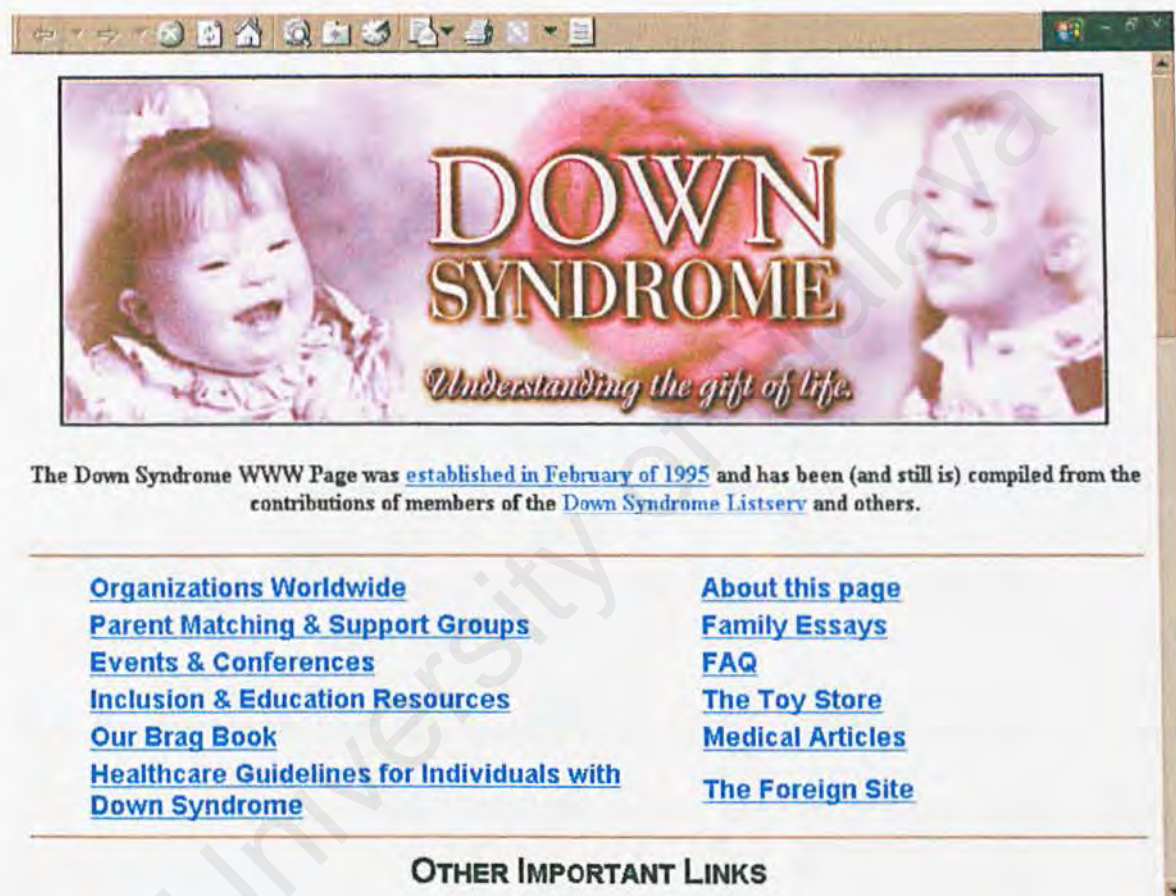 DOWN
SYNDROME
Understanding the gift of life.
The Down Syndrome WWW Page was established in February of 1995 and has been (and still is) compiled from the
contributions of members of the Down Syndrome Listserv and others.
Organizations Worldwide
Parent Matching & Support Groups
Events & Conferences
Inclusion & Education Resources
Our Brag Book
Healthcare Guidelines for Individuals with
Down Syndrome
About this page
Family Essays
FAQ
The Toy Store
Medical Articles
The Foreign Site
OTHER IMPORTANT LINKS